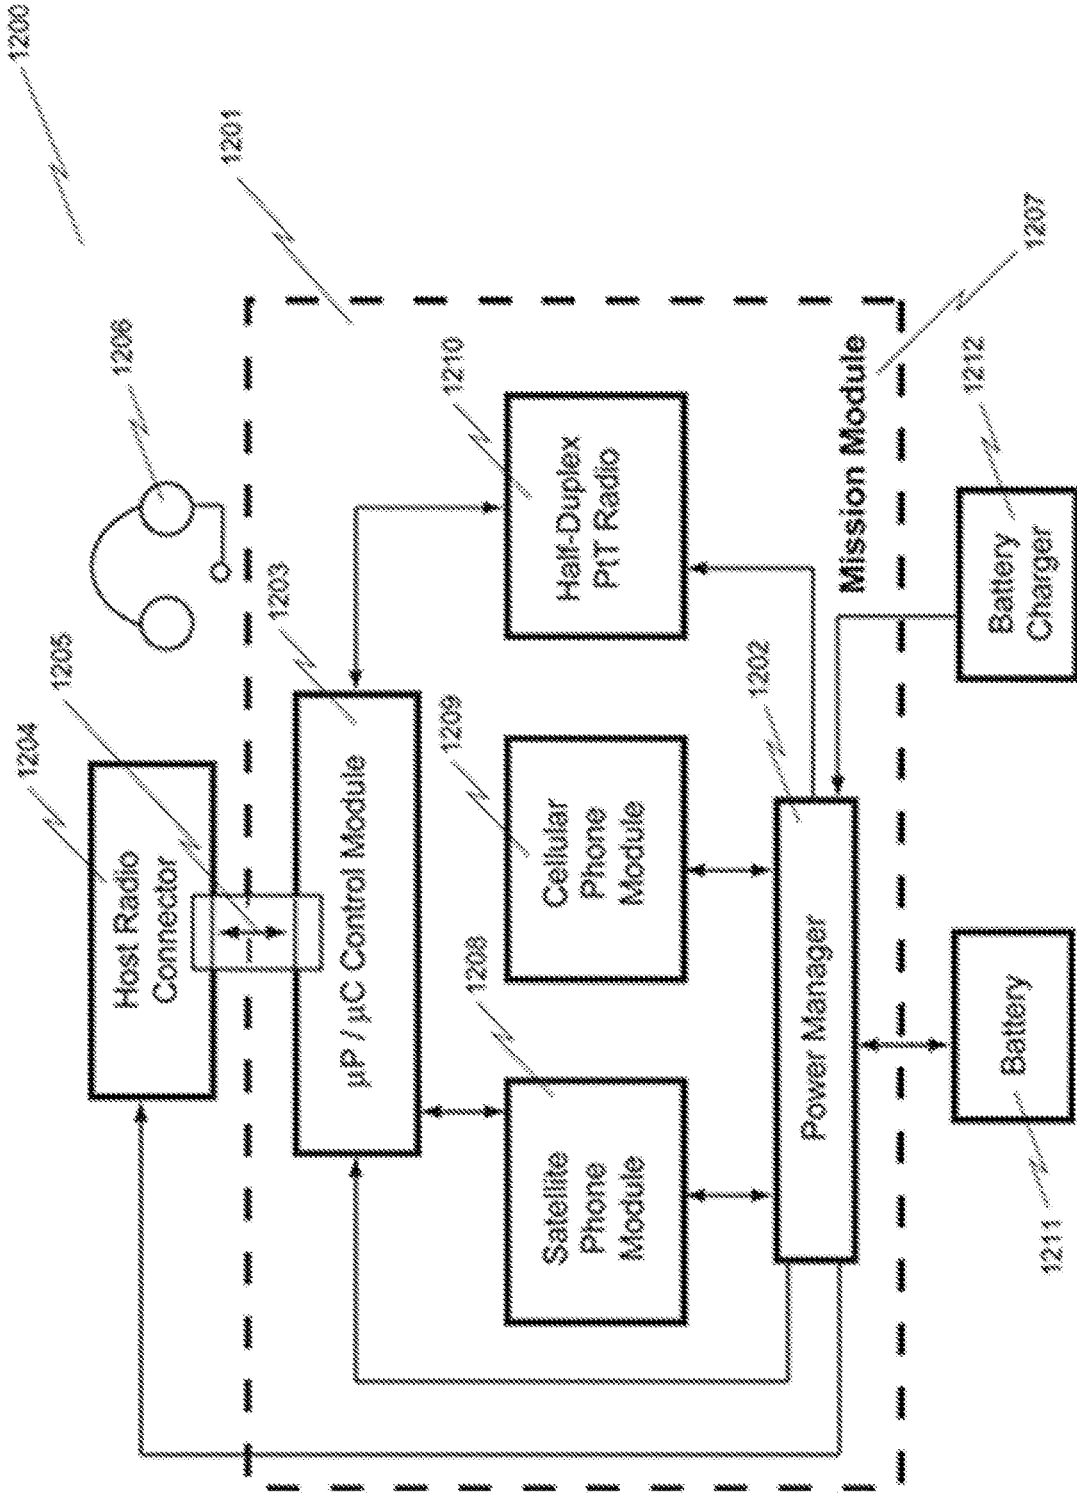 1200
1201
1206
1204
1205
Host Radio
Connector
1203
µP / µC Control Module
1208
1209
1210
Satellite
Phone
Module
Cellular
Phone
Module
Half-Duplex
PtT Radio
1202
Power Manager
Mission Module
1207
1211
Battery
1212
Battery
Charger